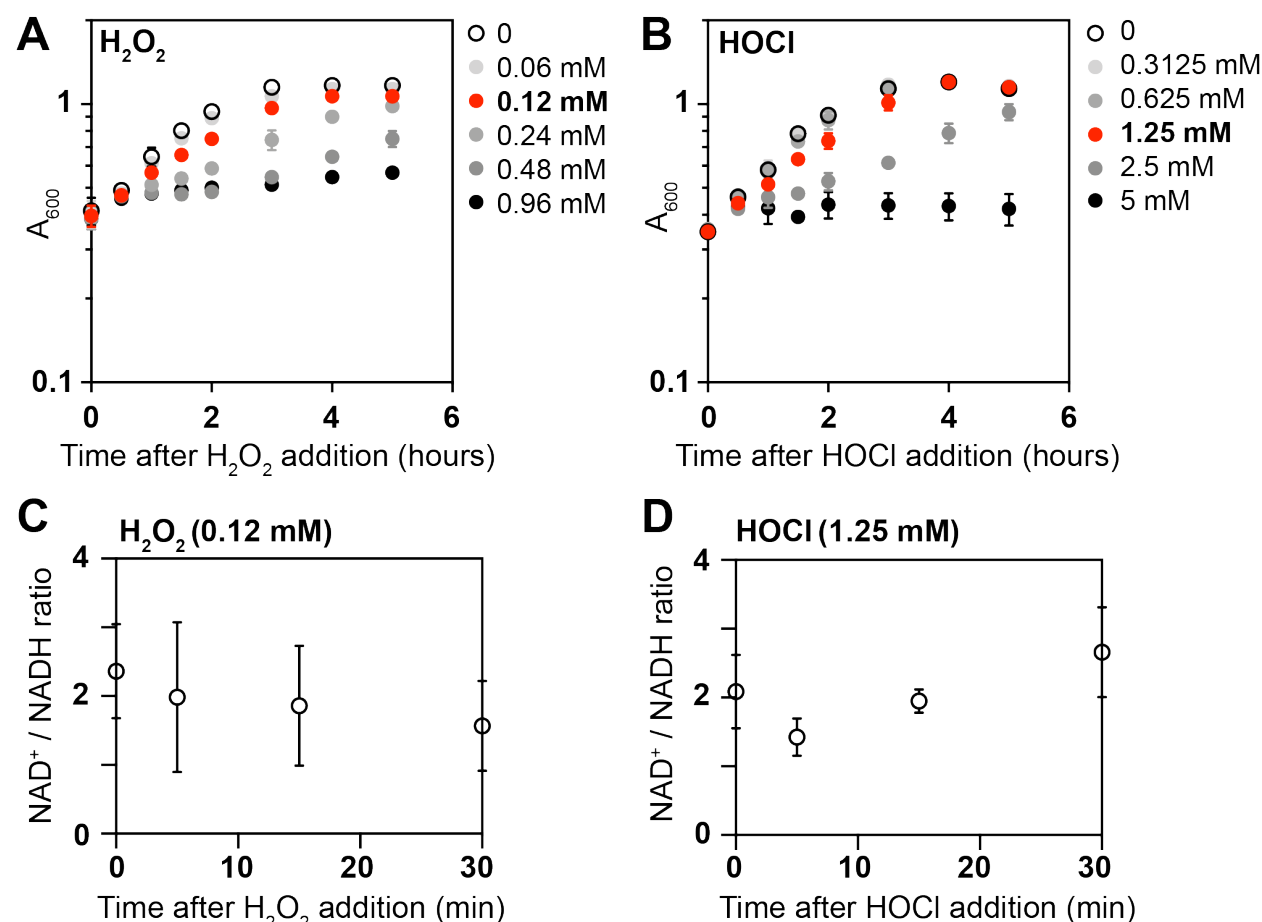 A
H₂O₂
0
0.06 mM
0.12 mM
0.24 mM
0.48 mM
0.96 mM
A₆₀₀
1
0.1
0 2 4 6
Time after H₂O₂ addition (hours)
B
HOCl
0
0.3125 mM
0.625 mM
1.25 mM
2.5 mM
5 mM
A₆₀₀
1
0.1
0 2 4 6
Time after HOCl addition (hours)
C
H₂O₂ (0.12 mM)
NAD⁺ / NADH ratio
4
2
0
0 10 20 30
Time after H₂O₂ addition (min)
D
HOCl (1.25 mM)
NAD⁺ / NADH ratio
4
2
0
0 10 20 30
Time after HOCl addition (min)